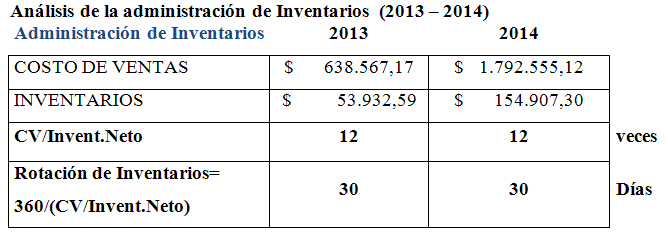 Análisis de la administración de Inventarios (2013 – 2014)
Administración de Inventarios 2013 2014
COSTO DE VENTAS $ 638.567,17 $ 1.792.555,12
INVENTARIOS $ 53.932,59 $ 154.907,30
CV/Invent.Neto 12 12 veces
Rotación de Inventarios=
360/(CV/Invent.Neto) 30 30 Días